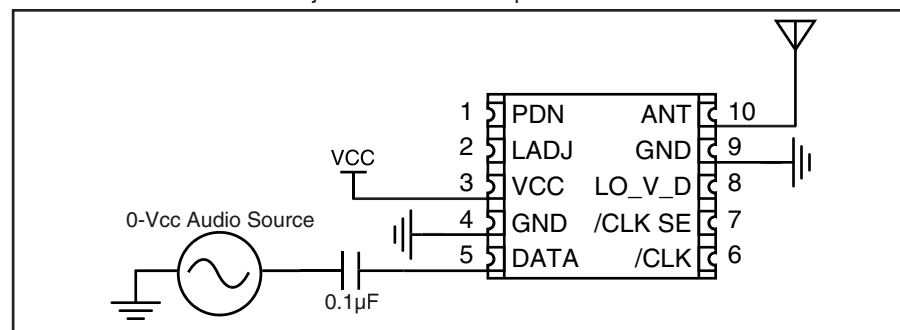 1 PDN ANT 10
2 LADJ GND 9
VCC
3 VCC LO_V_D 8
0-Vcc Audio Source
4 GND /CLK SE 7
5 DATA /CLK 6
0.1µF